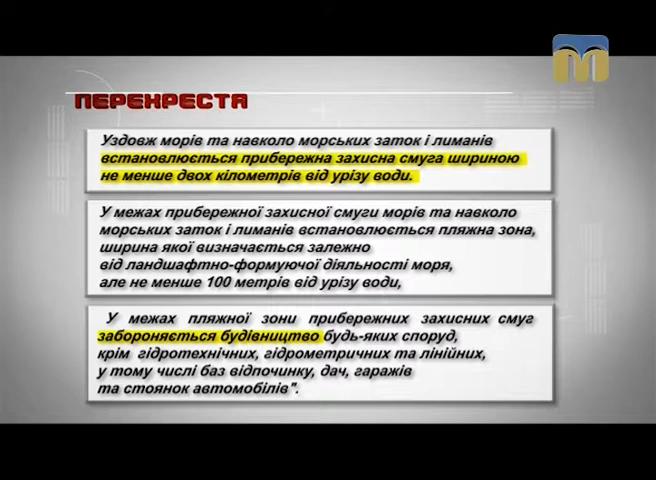 ПЕРЕХРЕСТЯ
Уздовж морів та навколо морських заток і лиманів
встановлюється прибережна захисна смуга шириною
не менше двох кілометрів від урізу води.
У межах прибережної захисної смуги морів та навколо
морських заток і лиманів встановлюється пляжна зона,
ширина якої визначається залежно
від ландшафтно-формуючої діяльності моря,
але не менше 100 метрів від урізу води,
У межах пляжної зони прибережних захисних смуг
забороняється будівництво будь-яких споруд,
крім гідротехнічних, гідрометричних та лінійних,
у тому числі баз відпочинку, дач, гаражів
та стоянок автомобілів".